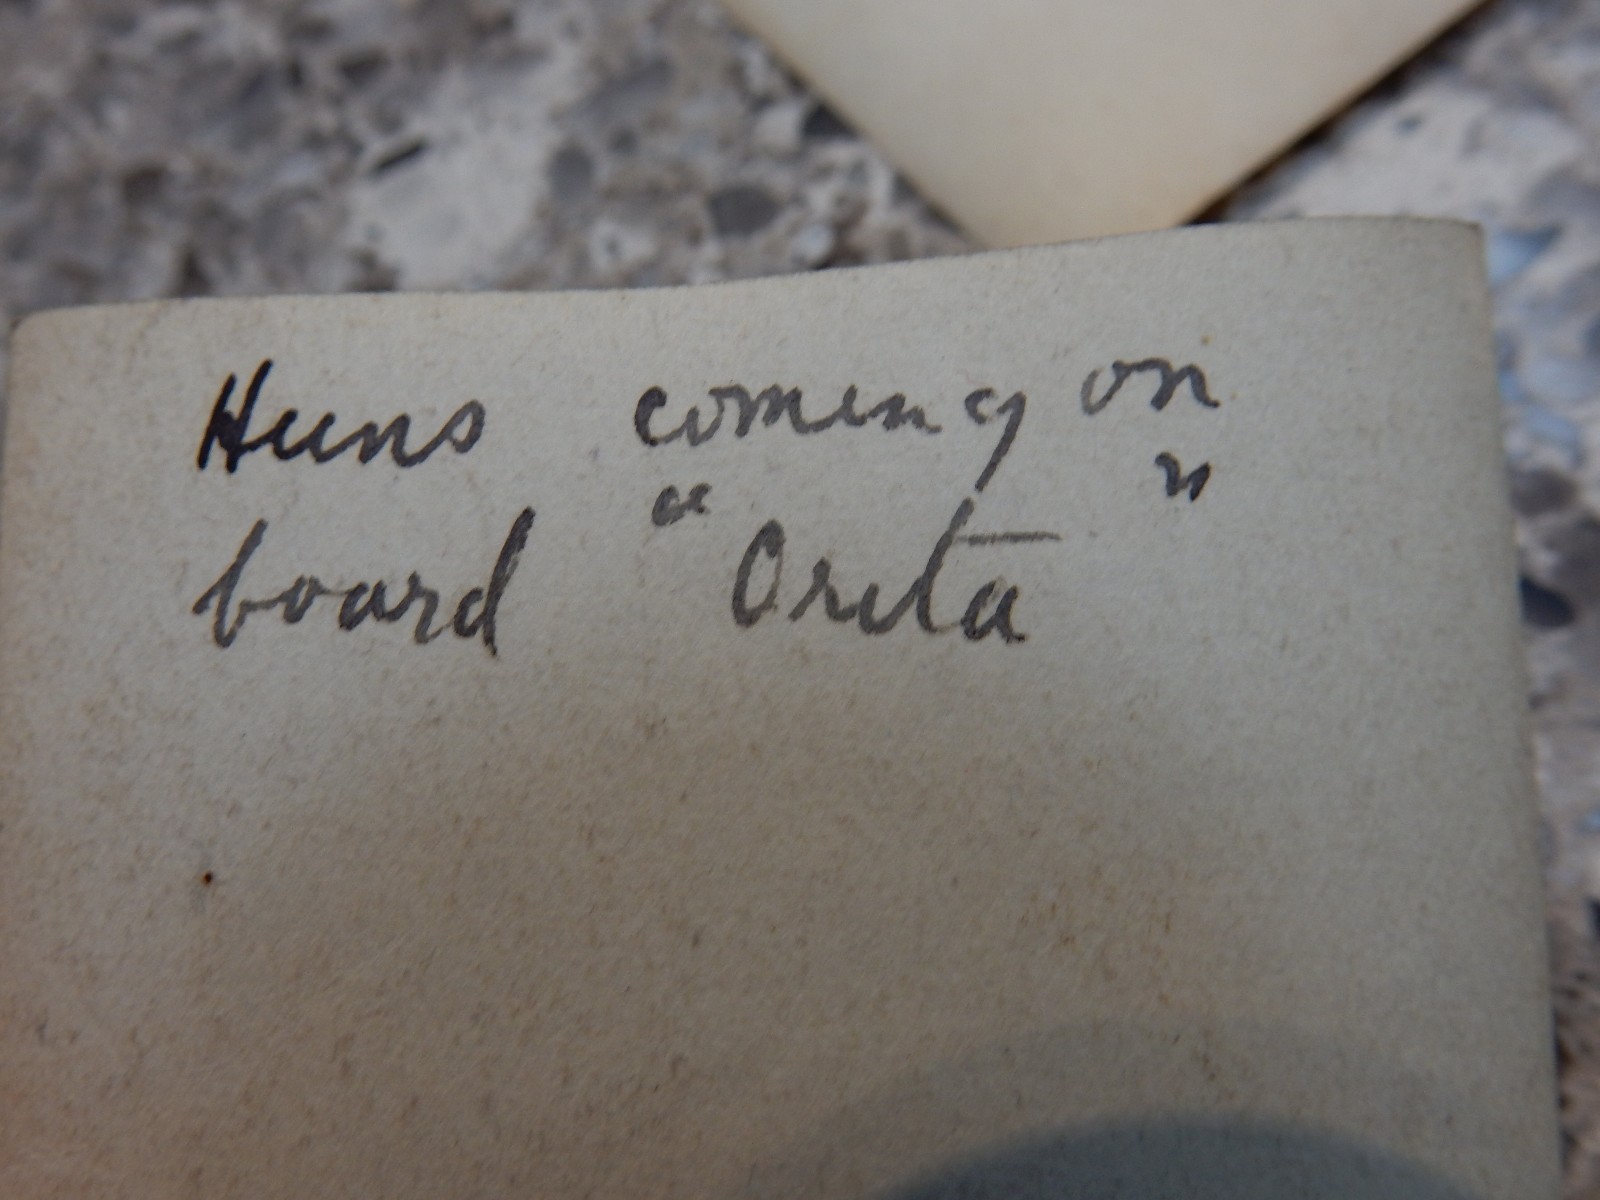 Huns coming on
board "Orita"